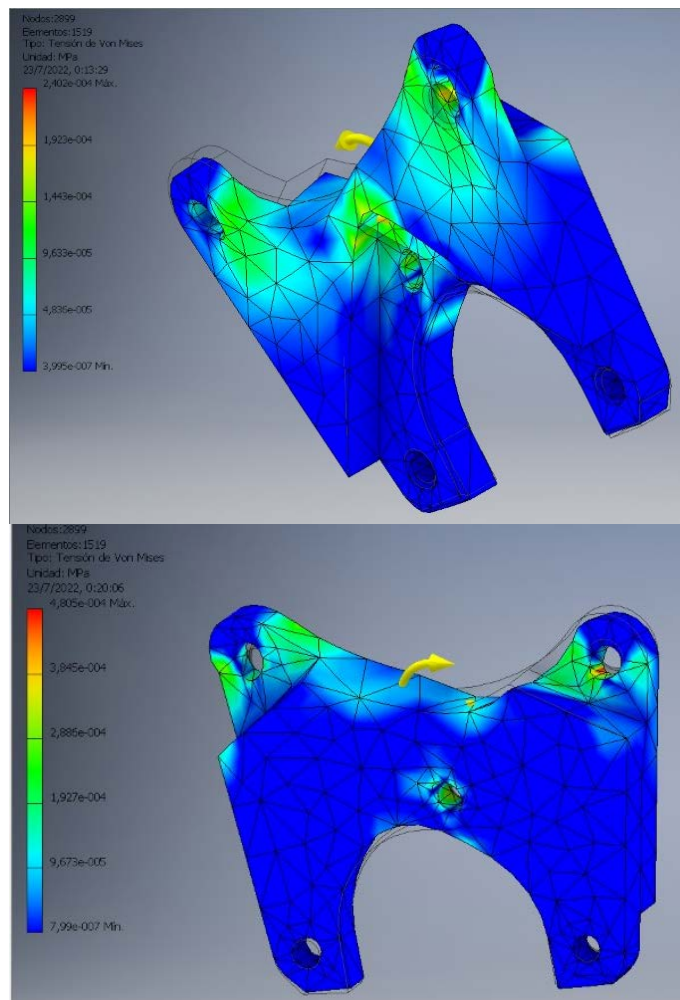 Nodos:2899
Elementos:1519
Tipo: Tensión de Von Mises
Unidad: MPa
23/7/2022, 0:13:29
2,402e-004 Máx.
1,923e-004
1,443e-004
9,633e-005
4,836e-005
3,995e-007 Mín.
Nodos:2899
Elementos:1519
Tipo: Tensión de Von Mises
Unidad: MPa
23/7/2022, 0:20:06
4,805e-004 Máx.
3,845e-004
2,886e-004
1,927e-004
9,673e-005
7,99e-007 Mín.